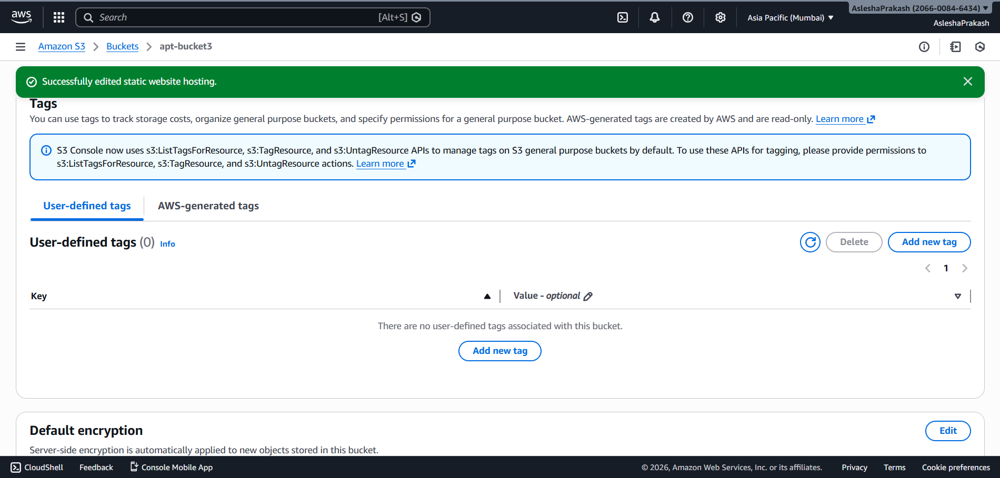 aws
Search
[Alt+S]
Asia Pacific (Mumbai)
AsleshaPrakash (2066-0084-6434)
AsleshaPrakash
Amazon S3
Buckets
apt-bucket3
Successfully edited static website hosting.
Tags
You can use tags to track storage costs, organize general purpose buckets, and specify permissions for a general purpose bucket. AWS-generated tags are created by AWS and are read-only. Learn more
S3 Console now uses s3:ListTagsForResource, s3:TagResource, and s3:UntagResource APIs to manage tags on S3 general purpose buckets by default. To use these APIs for tagging, please provide permissions to
s3:ListTagsForResource, s3:TagResource, and s3:UntagResource actions. Learn more
User-defined tags
AWS-generated tags
User-defined tags (0) Info
Delete
Add new tag
1
Key
Value - optional
There are no user-defined tags associated with this bucket.
Add new tag
Default encryption
Edit
Server-side encryption is automatically applied to new objects stored in this bucket.
CloudShell
Feedback
Console Mobile App
© 2026, Amazon Web Services, Inc. or its affiliates.
Privacy
Terms
Cookie preferences